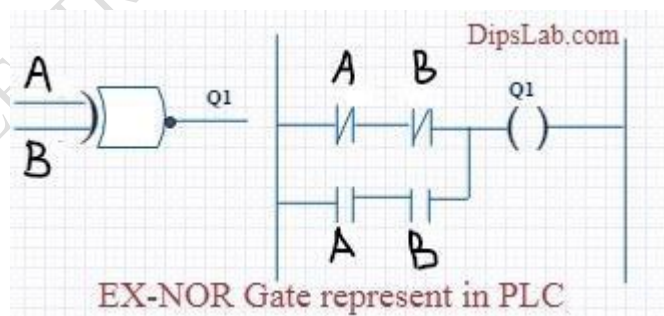 DipsLab.com
A
B
Q1
A B
Q1
A B
EX-NOR Gate represent in PLC